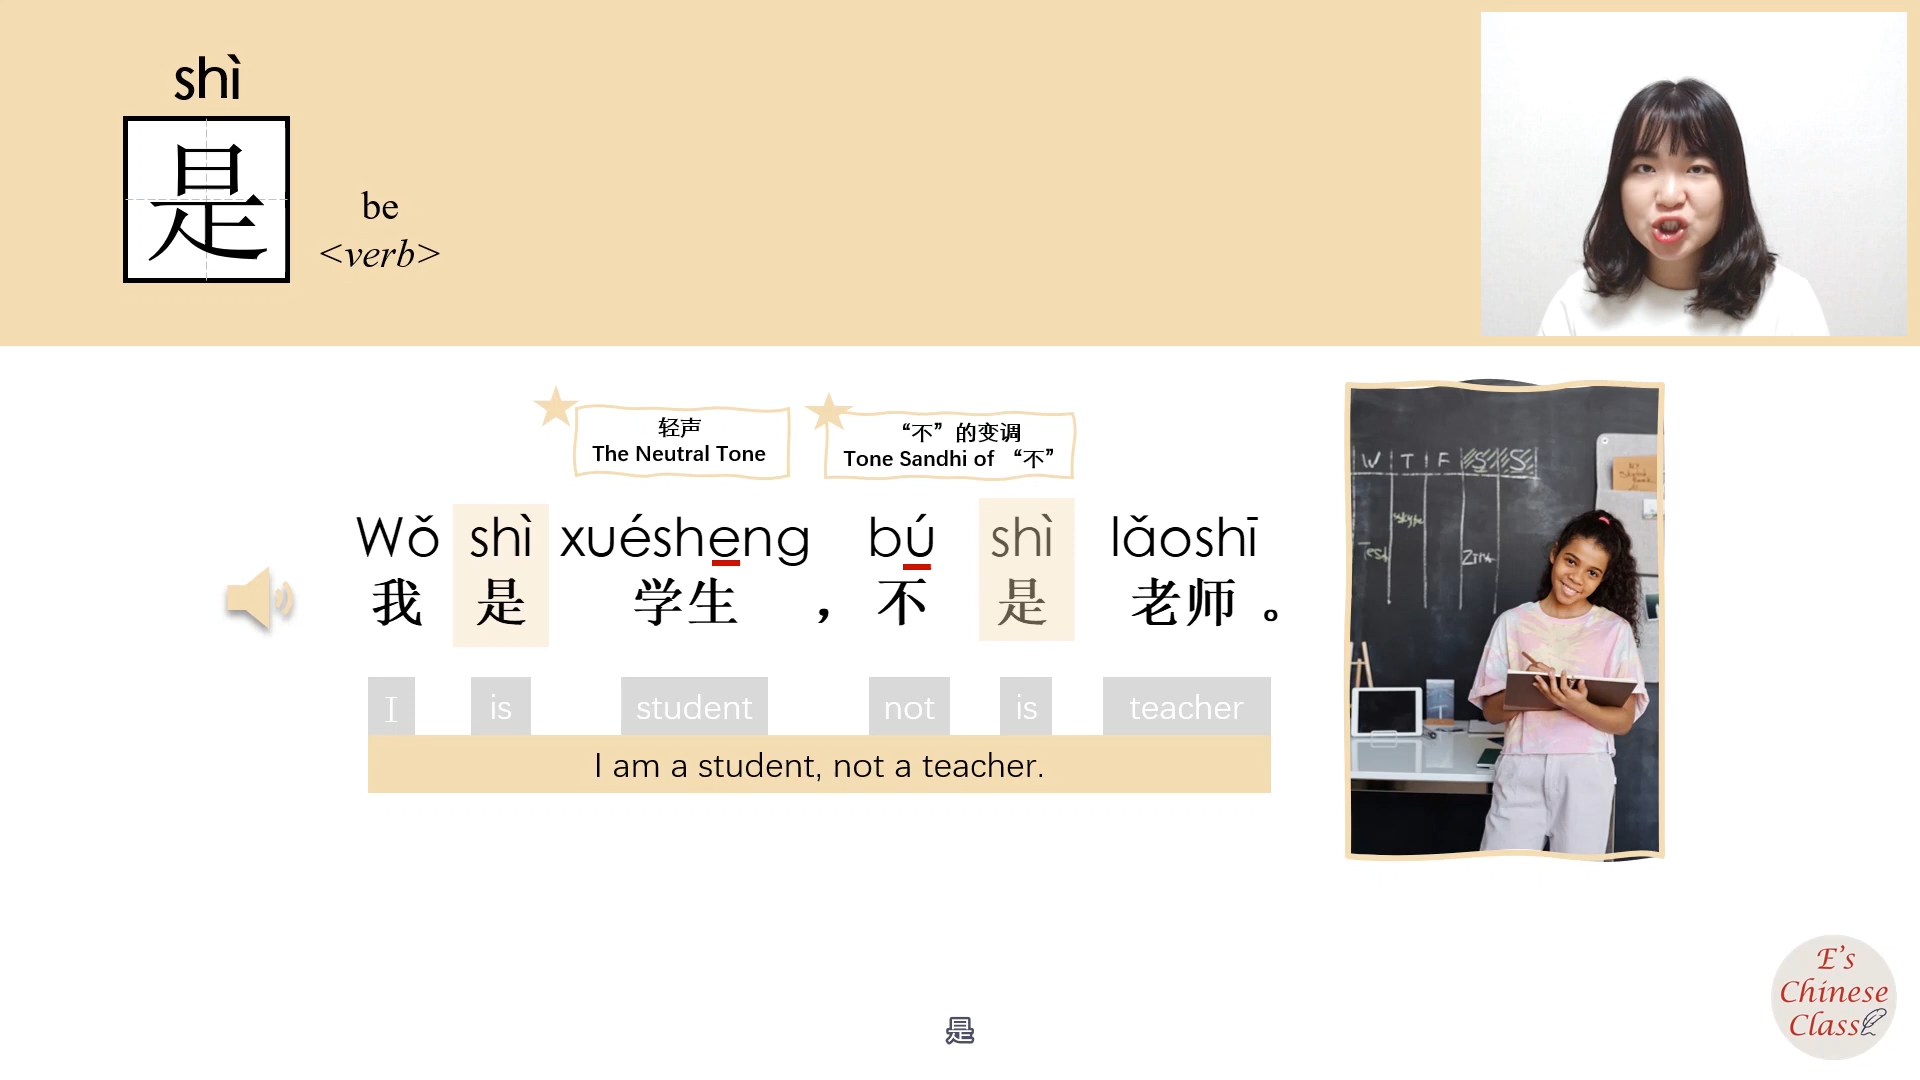 shì
是
be
<verb>
轻声
The Neutral Tone
“不”的变调
Tone Sandhi of “不”
Wǒ shì xuésheng bú shì lǎoshī
我 是 学生 ， 不 是 老师 。
I is student not is teacher
I am a student, not a teacher.
W T F S S
Test
是
E's
Chinese
Class